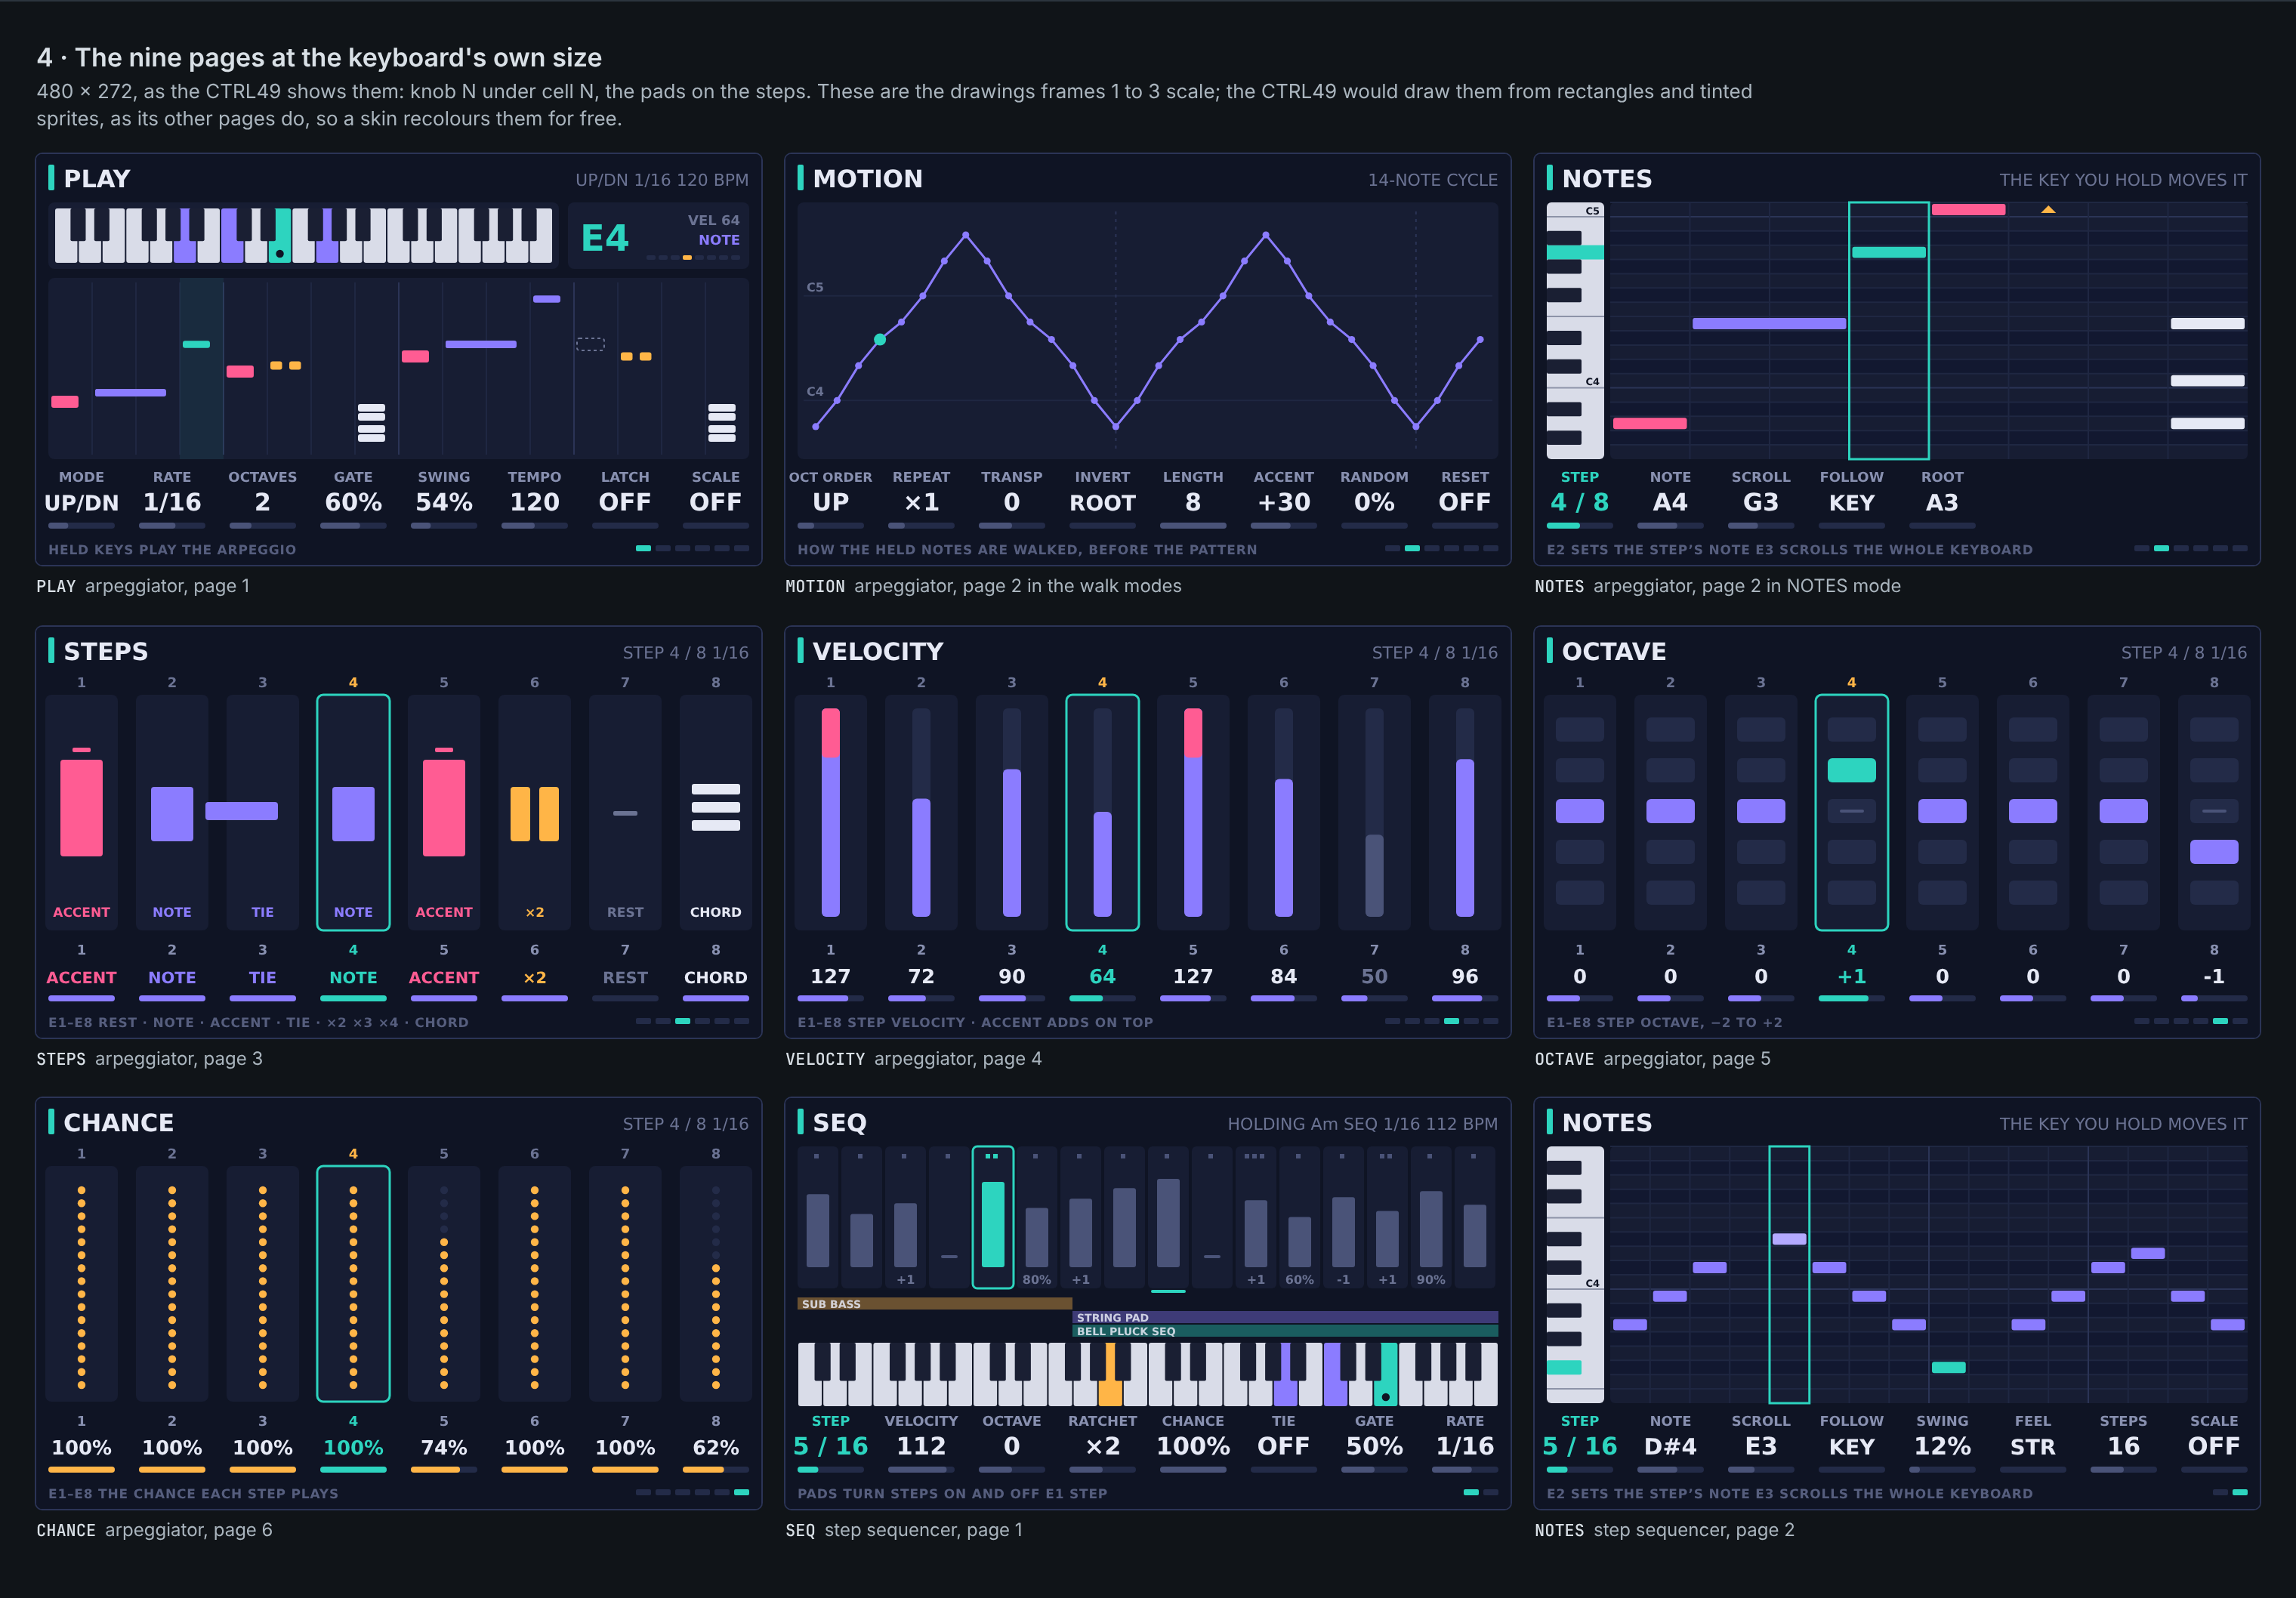 4 · The nine pages at the keyboard's own size
480 × 272, as the CTRL49 shows them: knob N under cell N, the pads on the steps. These are the drawings frames 1 to 3 scale; the CTRL49 would draw them from rectangles and tinted
sprites, as its other pages do, so a skin recolours them for free.
PLAY UP/DN 1/16 120 BPM
E4 VEL 64
NOTE
MODE RATE OCTAVES GATE SWING TEMPO LATCH SCALE
UP/DN 1/16 2 60% 54% 120 OFF OFF
HELD KEYS PLAY THE ARPEGGIO
PLAY arpeggiator, page 1
MOTION 14-NOTE CYCLE
C5
C4
OCT ORDER REPEAT TRANSP INVERT LENGTH ACCENT RANDOM RESET
UP ×1 0 ROOT 8 +30 0% OFF
HOW THE HELD NOTES ARE WALKED, BEFORE THE PATTERN
MOTION arpeggiator, page 2 in the walk modes
NOTES THE KEY YOU HOLD MOVES IT
C5
C4
STEP NOTE SCROLL FOLLOW ROOT
4 / 8 A4 G3 KEY A3
E2 SETS THE STEP’S NOTE E3 SCROLLS THE WHOLE KEYBOARD
NOTES arpeggiator, page 2 in NOTES mode
STEPS STEP 4 / 8 1/16
1 2 3 4 5 6 7 8
ACCENT NOTE TIE NOTE ACCENT ×2 REST CHORD
1 2 3 4 5 6 7 8
ACCENT NOTE TIE NOTE ACCENT ×2 REST CHORD
E1–E8 REST · NOTE · ACCENT · TIE · ×2 ×3 ×4 · CHORD
STEPS arpeggiator, page 3
VELOCITY STEP 4 / 8 1/16
1 2 3 4 5 6 7 8
1 2 3 4 5 6 7 8
127 72 90 64 127 84 50 96
E1–E8 STEP VELOCITY · ACCENT ADDS ON TOP
VELOCITY arpeggiator, page 4
OCTAVE STEP 4 / 8 1/16
1 2 3 4 5 6 7 8
1 2 3 4 5 6 7 8
0 0 0 +1 0 0 0 -1
E1–E8 STEP OCTAVE, −2 TO +2
OCTAVE arpeggiator, page 5
CHANCE STEP 4 / 8 1/16
1 2 3 4 5 6 7 8
1 2 3 4 5 6 7 8
100% 100% 100% 100% 74% 100% 100% 62%
E1–E8 THE CHANCE EACH STEP PLAYS
CHANCE arpeggiator, page 6
SEQ HOLDING Am SEQ 1/16 112 BPM
+1 80% +1 +1 60% -1 +1 90%
SUB BASS
STRING PAD
BELL PLUCK SEQ
STEP VELOCITY OCTAVE RATCHET CHANCE TIE GATE RATE
5 / 16 112 0 ×2 100% OFF 50% 1/16
PADS TURN STEPS ON AND OFF E1 STEP
SEQ step sequencer, page 1
NOTES THE KEY YOU HOLD MOVES IT
C4
STEP NOTE SCROLL FOLLOW SWING FEEL STEPS SCALE
5 / 16 D#4 E3 KEY 12% STR 16 OFF
E2 SETS THE STEP’S NOTE E3 SCROLLS THE WHOLE KEYBOARD
NOTES step sequencer, page 2